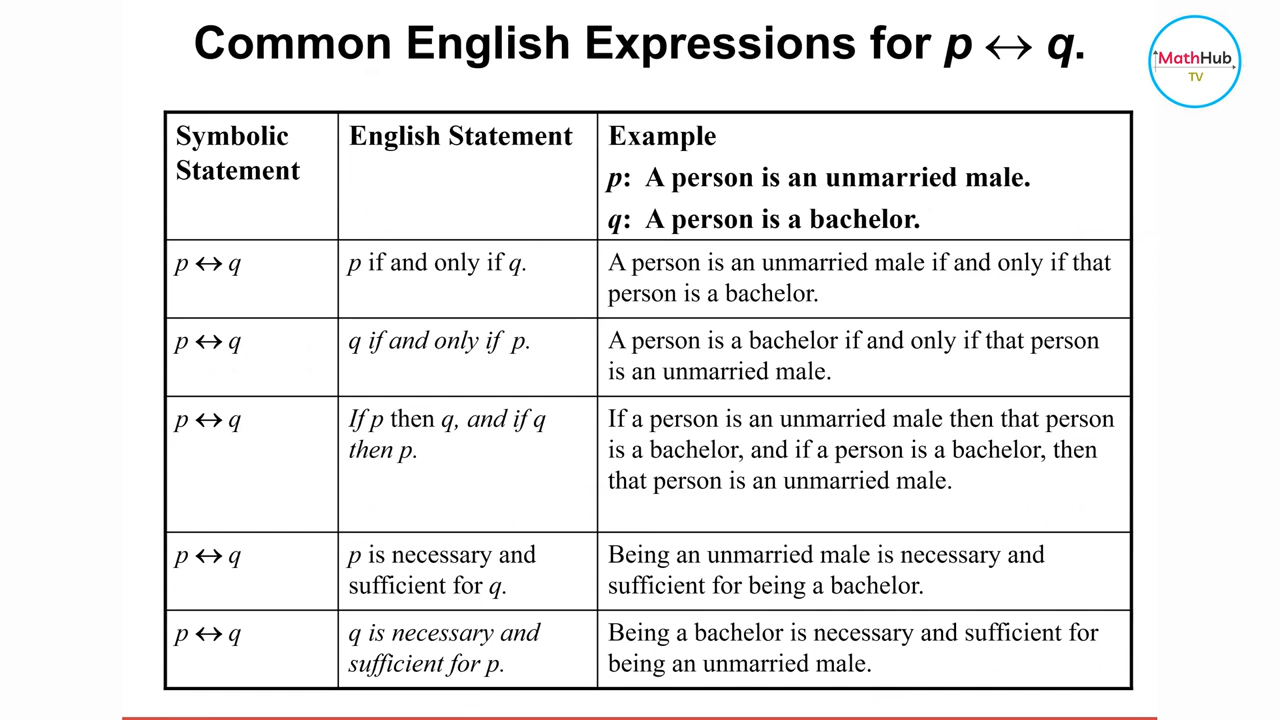 Common English Expressions for p ↔ q.
MathHub
TV
Symbolic
Statement
English Statement
Example
p: A person is an unmarried male.
q: A person is a bachelor.
p ↔ q
p if and only if q.
A person is an unmarried male if and only if that
person is a bachelor.
p ↔ q
q if and only if p.
A person is a bachelor if and only if that person
is an unmarried male.
p ↔ q
If p then q, and if q
then p.
If a person is an unmarried male then that person
is a bachelor, and if a person is a bachelor, then
that person is an unmarried male.
p ↔ q
p is necessary and
sufficient for q.
Being an unmarried male is necessary and
sufficient for being a bachelor.
p ↔ q
q is necessary and
sufficient for p.
Being a bachelor is necessary and sufficient for
being an unmarried male.